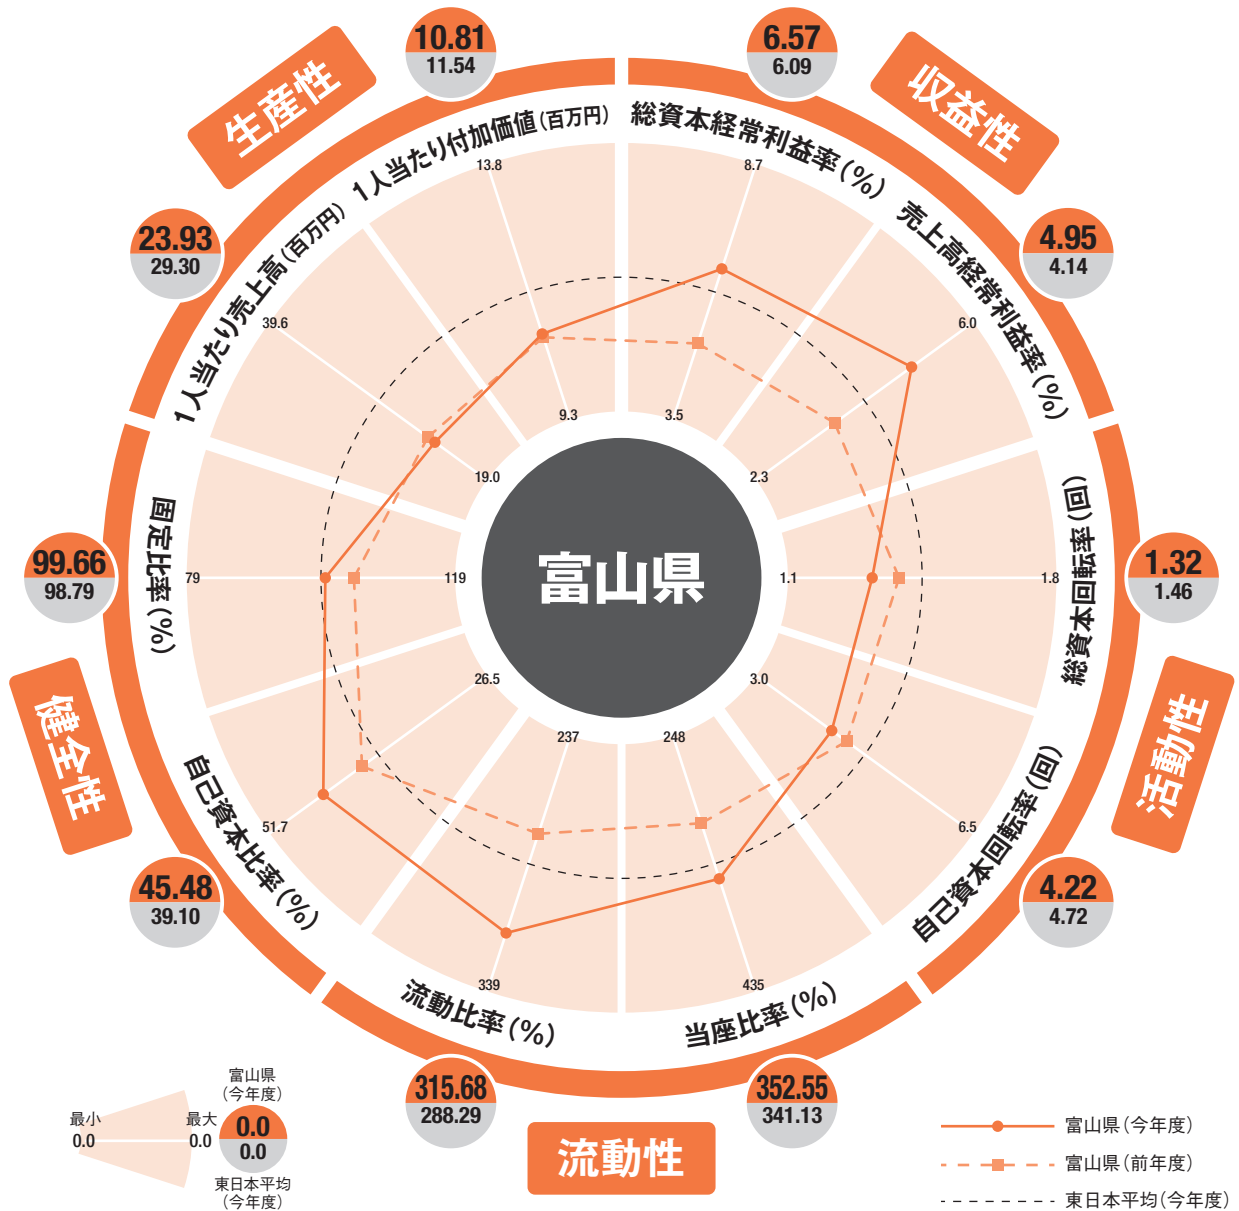 富山県
収益性
6.57
6.09
総資本経常利益率(%)
8.7
3.5
4.95
4.14
売上高経常利益率(%)
6.0
2.3
活動性
1.32
1.46
総資本回転率(回)
1.8
1.1
4.22
4.72
自己資本回転率(回)
6.5
3.0
流動性
352.55
341.13
当座比率(%)
435
248
315.68
288.29
流動比率(%)
339
237
健全性
45.48
39.10
自己資本比率(%)
51.7
26.5
99.66
98.79
固定比率(%)
79
119
生産性
23.93
29.30
1人当たり売上高(百万円)
39.6
19.0
10.81
11.54
1人当たり付加価値(百万円)
13.8
9.3
富山県
(今年度)
最小
0.0
最大
0.0
0.0
0.0
東日本平均
(今年度)
富山県(今年度)
富山県(前年度)
東日本平均(今年度)